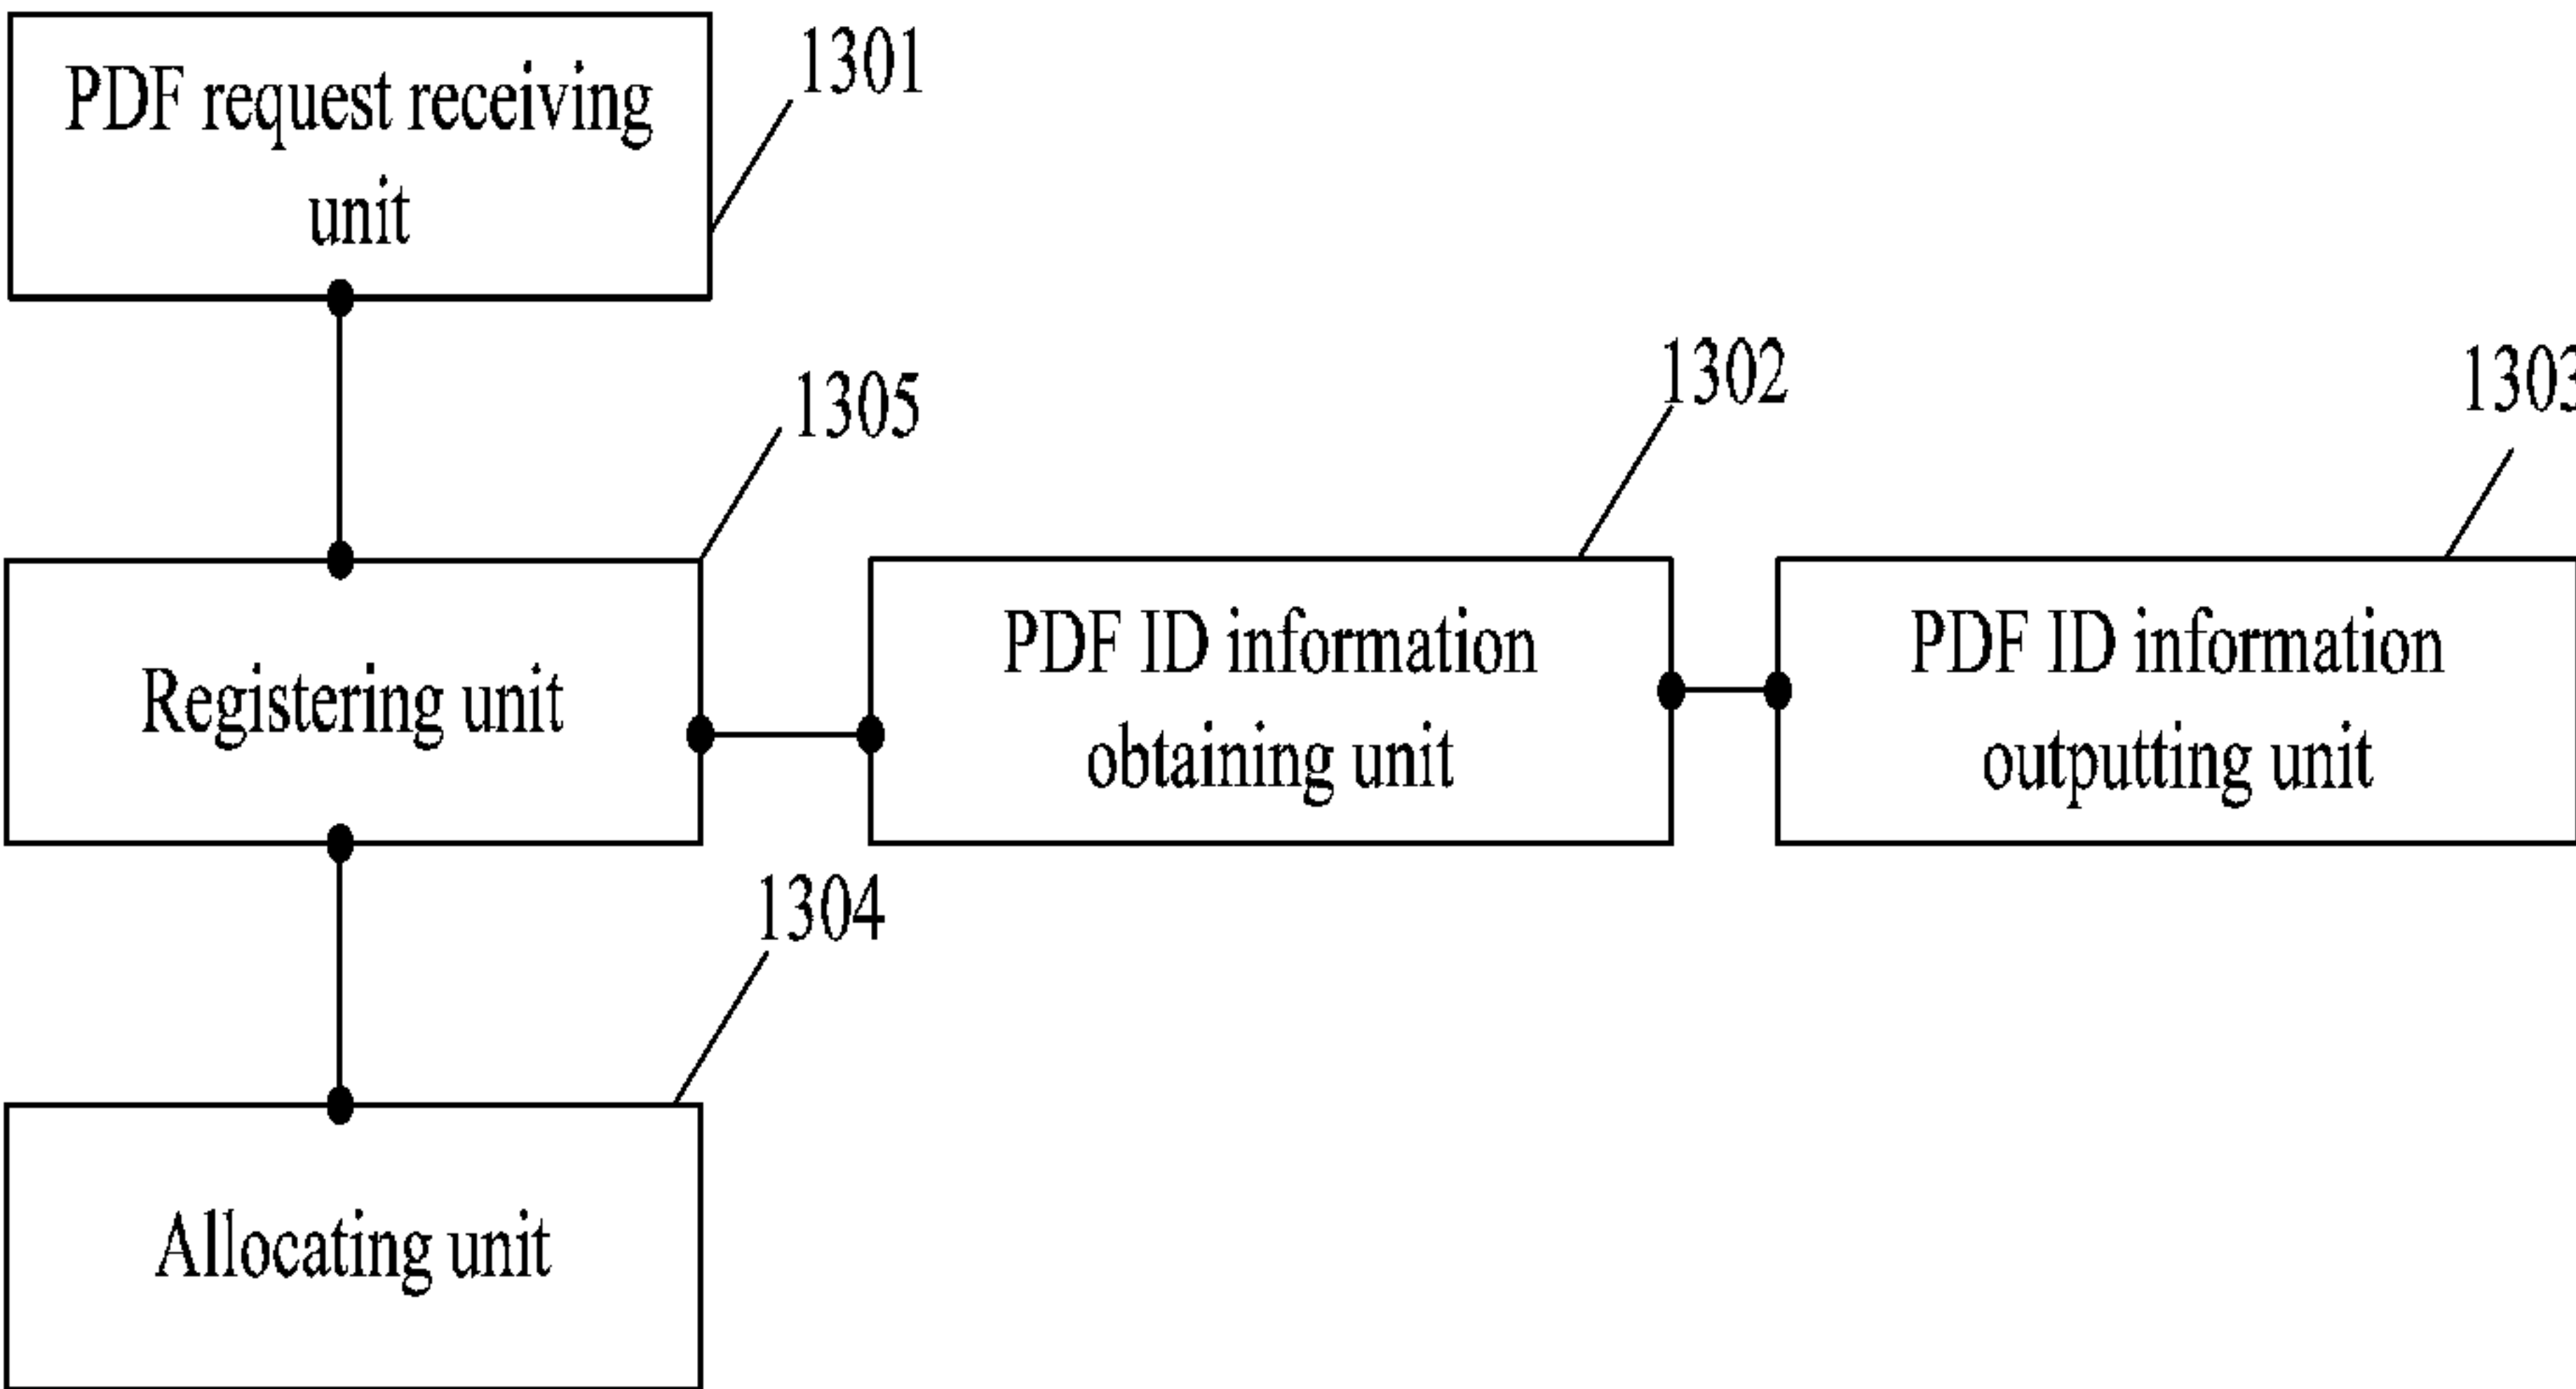 PDF request receiving
unit
1301
1305
Registering unit
1302
PDF ID information
obtaining unit
1303
PDF ID information
outputting unit
1304
Allocating unit